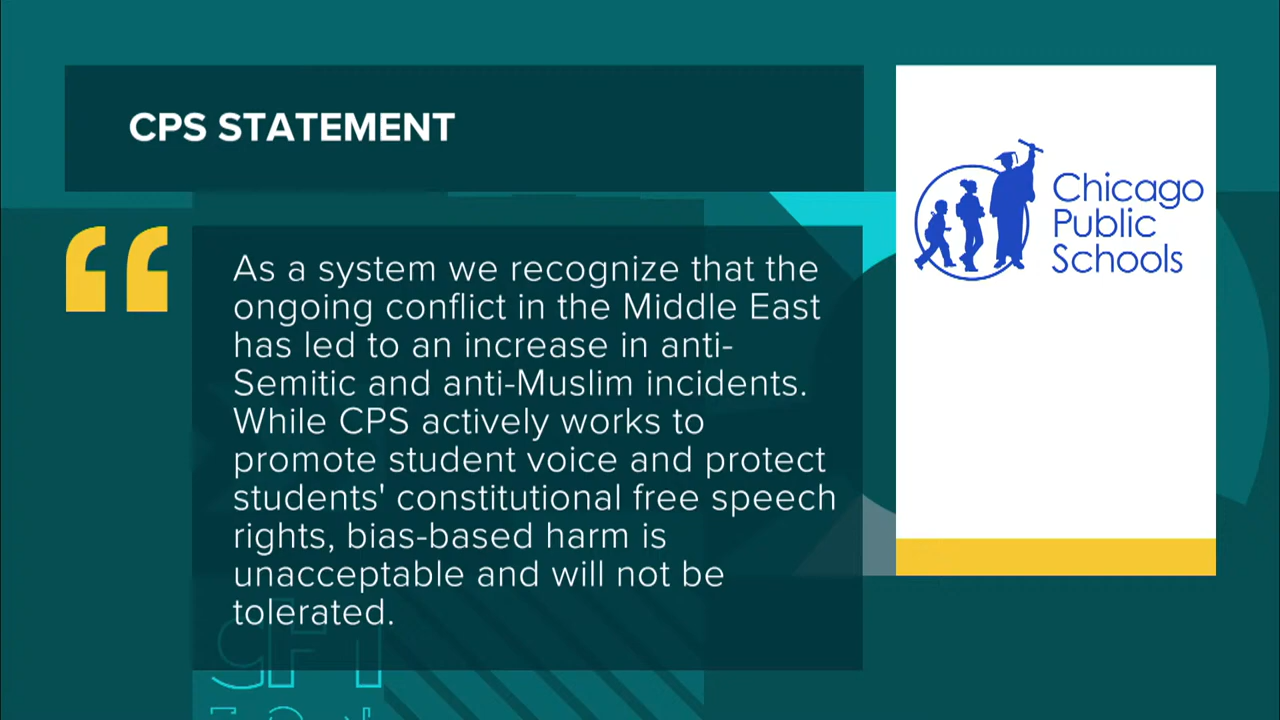 CPS STATEMENT
As a system we recognize that the
ongoing conflict in the Middle East
has led to an increase in anti-
Semitic and anti-Muslim incidents.
While CPS actively works to
promote student voice and protect
students' constitutional free speech
rights, bias-based harm is
unacceptable and will not be
tolerated.
Chicago
Public
Schools